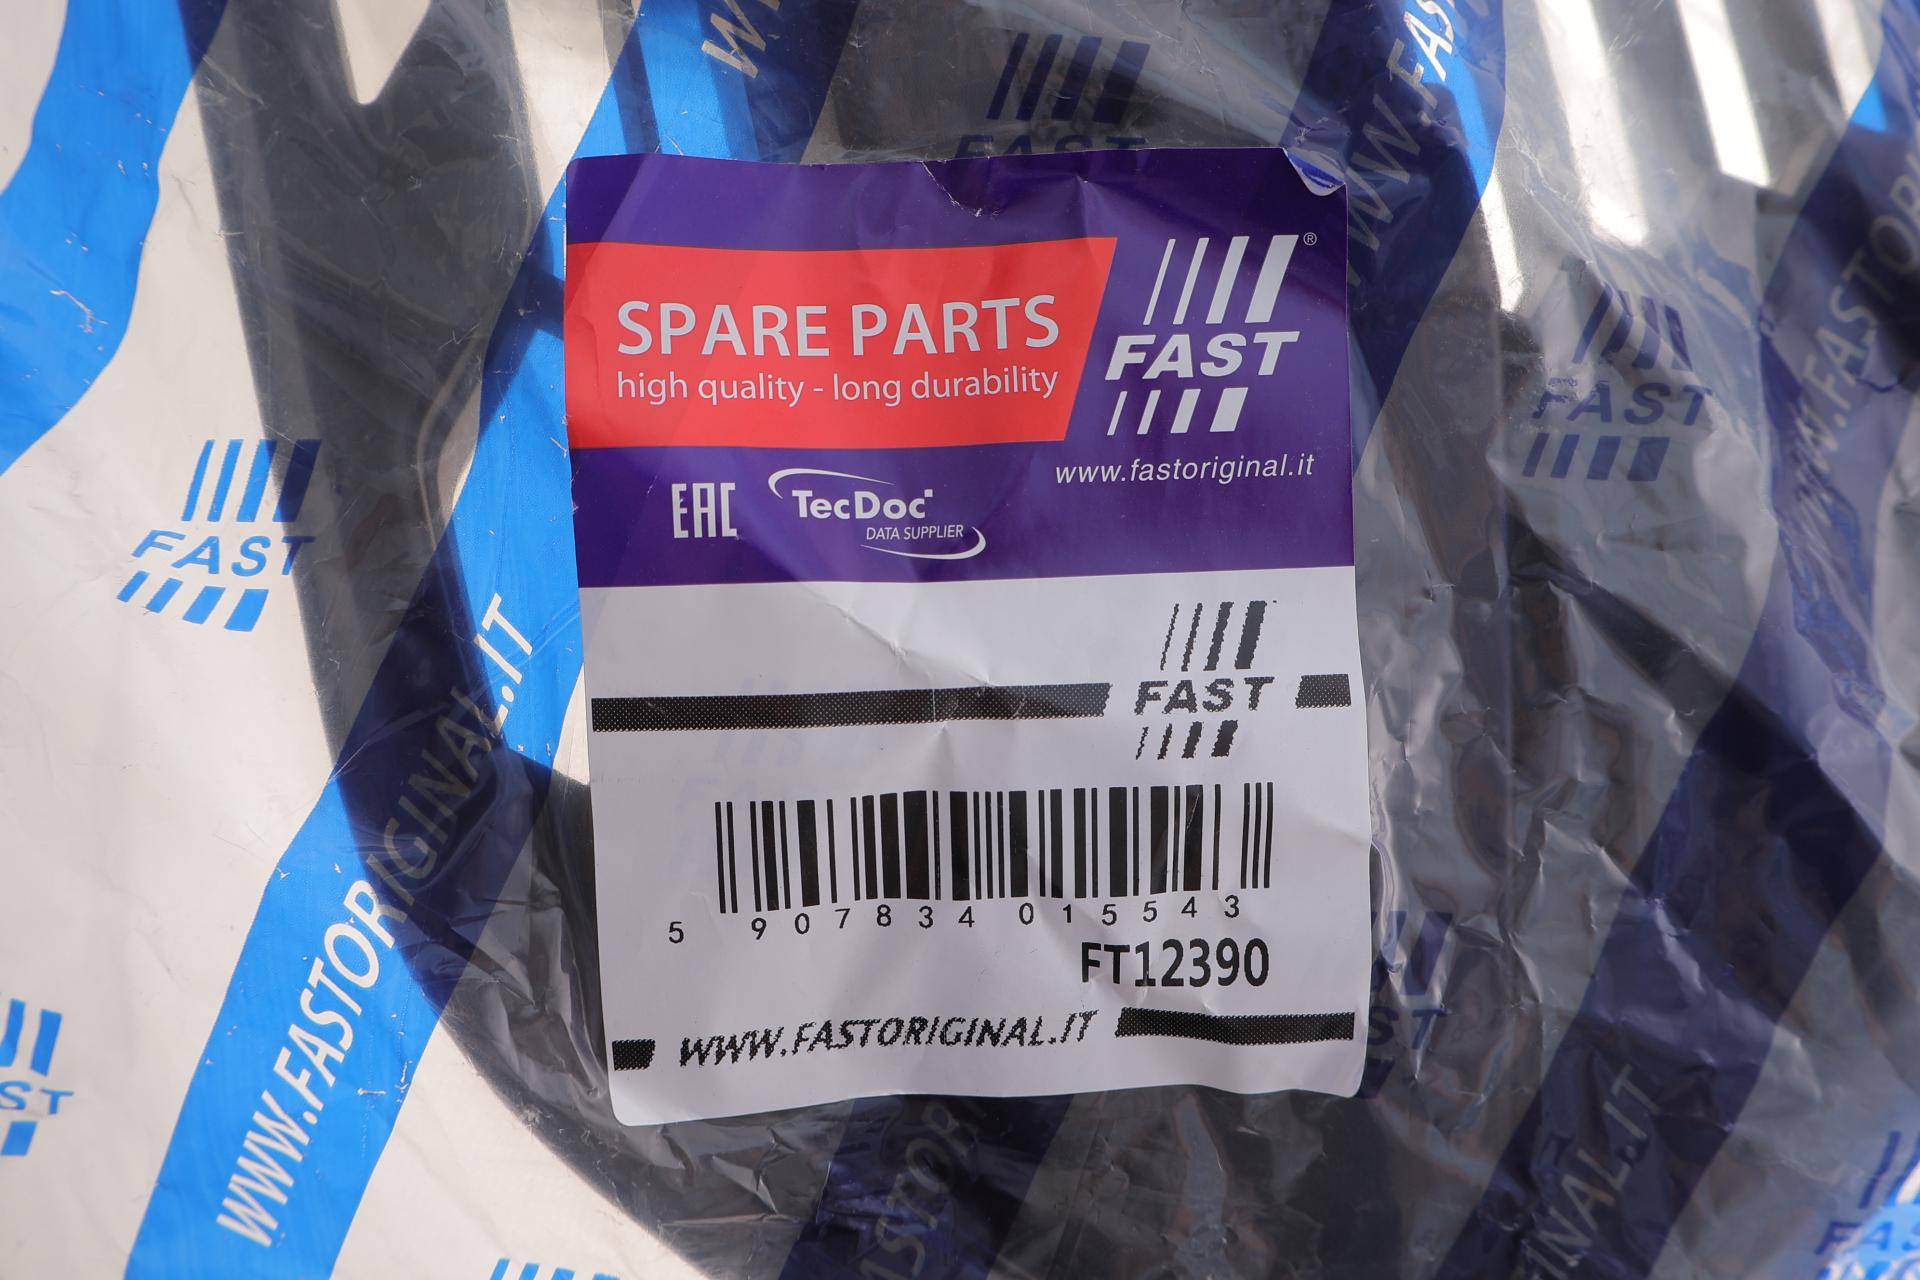 SPARE PARTS
high quality - long durability
®
FAST
www.fastoriginal.it
EAC
TecDoc
DATA SUPPLIER
FAST
5 907834 015543
FT12390
WWW.FASTORIGINAL.IT
FAST
FAST
FAST
WWW.FASTORIGINAL.IT